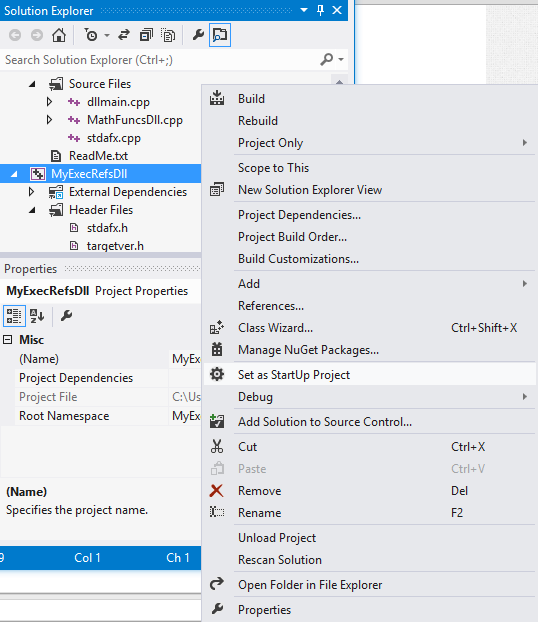 Solution Explorer
Search Solution Explorer (Ctrl+;)
Source Files
dllmain.cpp
MathFuncsDll.cpp
stdafx.cpp
ReadMe.txt
MyExecRefsDll
External Dependencies
Header Files
stdafx.h
targetver.h
Properties
MyExecRefsDll Project Properties
Misc
(Name) MyExe
Project Dependencies
Project File C:\Us
Root Namespace MyExe
(Name)
Specifies the project name.
9 Col 1 Ch 1
Build
Rebuild
Project Only
Scope to This
New Solution Explorer View
Project Dependencies...
Project Build Order...
Build Customizations...
Add
References...
Class Wizard... Ctrl+Shift+X
Manage NuGet Packages...
Set as StartUp Project
Debug
Add Solution to Source Control...
Cut Ctrl+X
Paste Ctrl+V
Remove Del
Rename F2
Unload Project
Rescan Solution
Open Folder in File Explorer
Properties